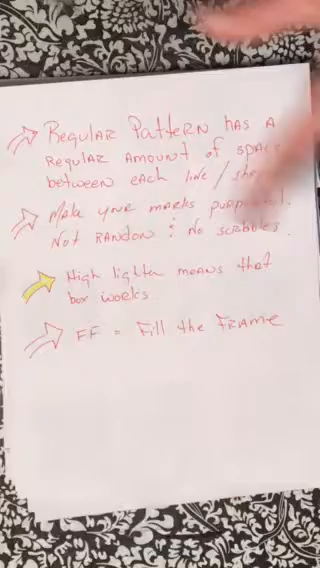 Regular Pattern has a
Regular amount of space
between each line /
Make your marks
Not Random & No scribbles.
High lighter means that
box works.
FF = Fill the Frame